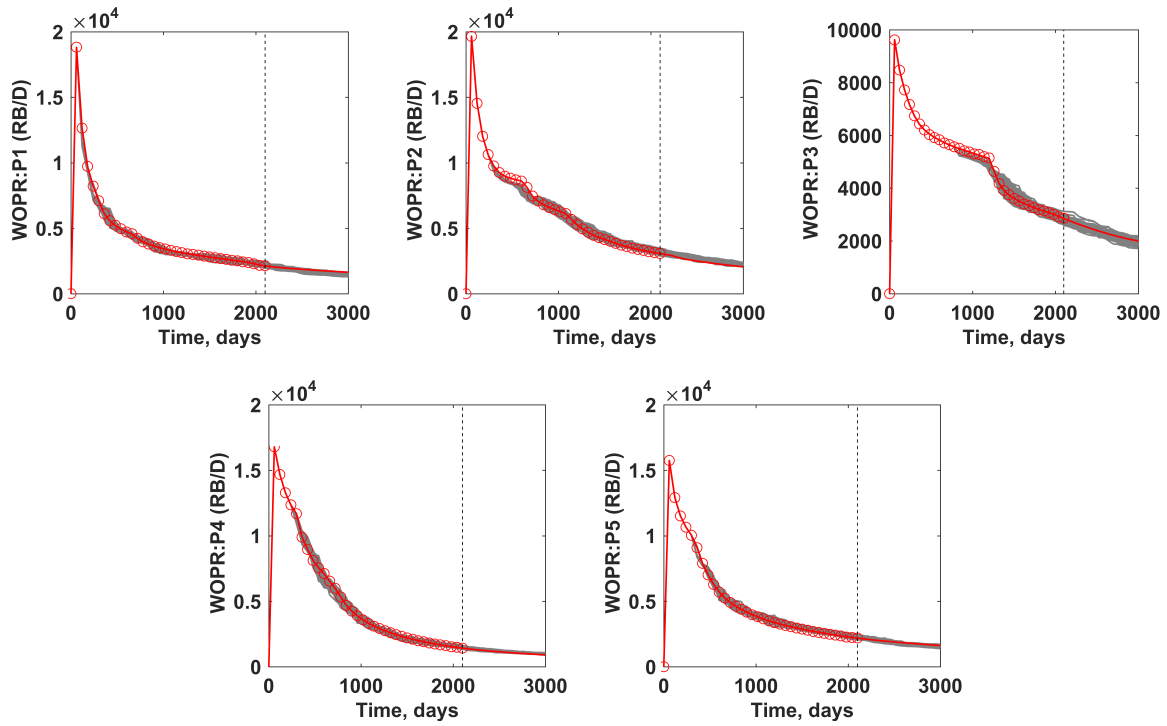 ×10⁴ ×10⁴
2 2 10000
1.5 1.5 8000
WOPR:P1 (RB/D) WOPR:P2 (RB/D) WOPR:P3 (RB/D)
6000
1 1
4000
0.5 0.5
2000
0 0 0
0 1000 2000 3000 0 1000 2000 3000 0 1000 2000 3000
Time, days Time, days Time, days
×10⁴ ×10⁴
2 2
1.5 1.5
WOPR:P4 (RB/D) WOPR:P5 (RB/D)
1 1
0.5 0.5
0 0
0 1000 2000 3000 0 1000 2000 3000
Time, days Time, days